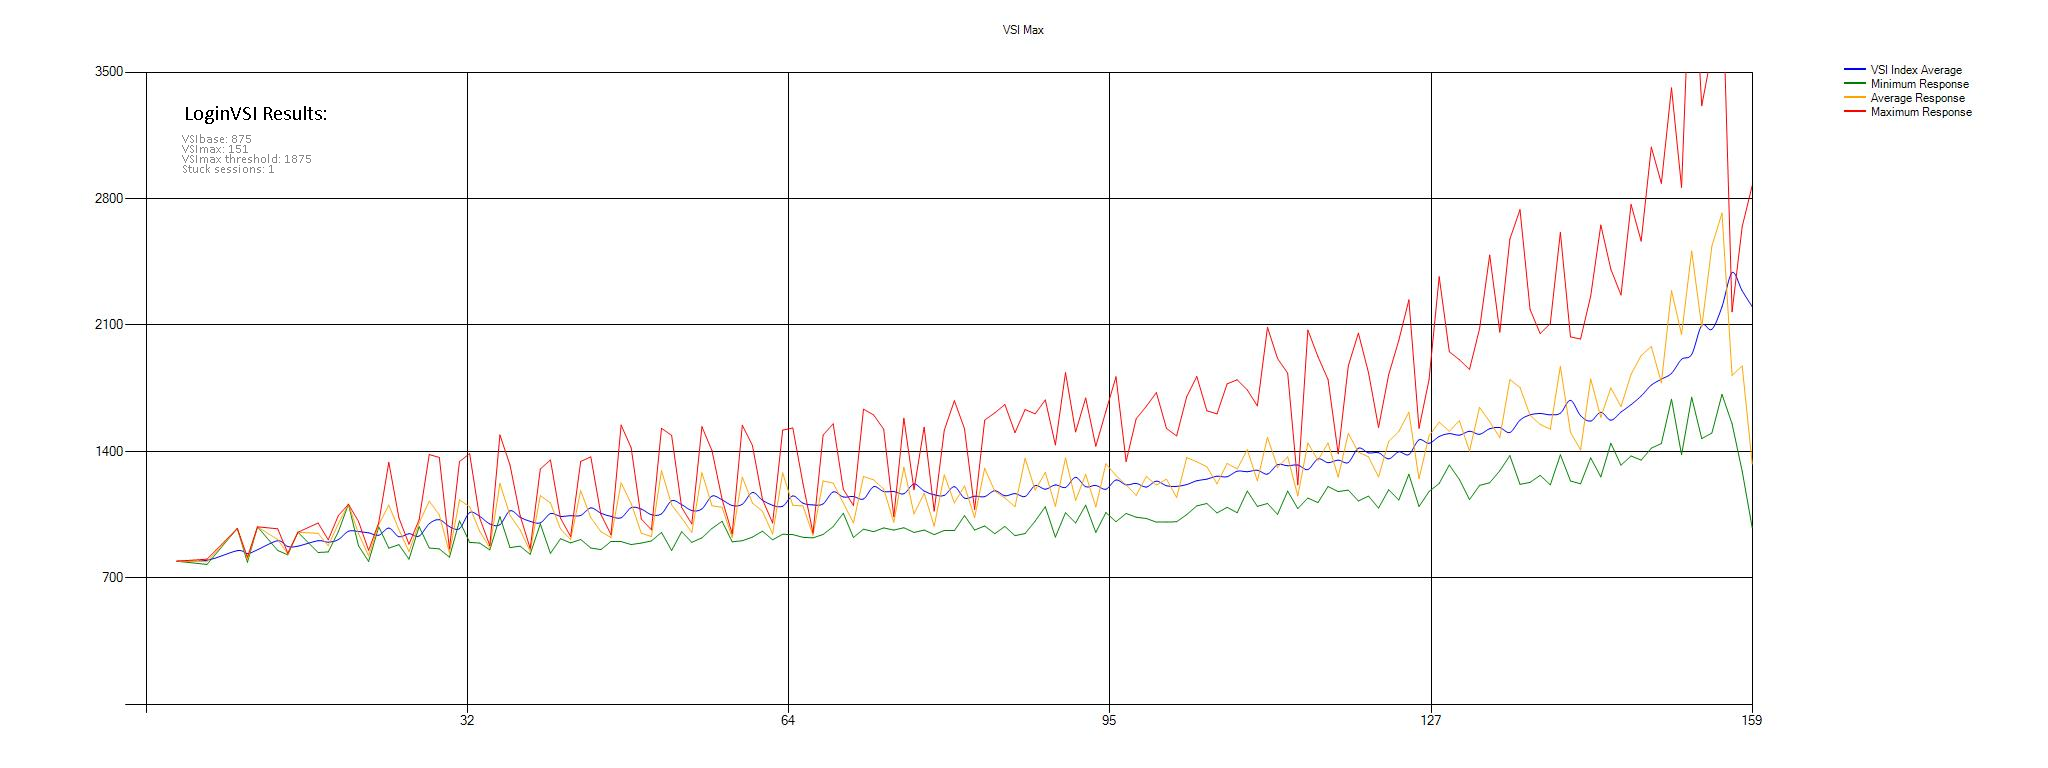 VSI Max
3500
2800
2100
1400
700
LoginVSI Results:
VSIbase: 875
VSImax: 151
VSImax threshold: 1875
Stuck sessions: 1
VSI Index Average
Minimum Response
Average Response
Maximum Response
32
64
95
127
159